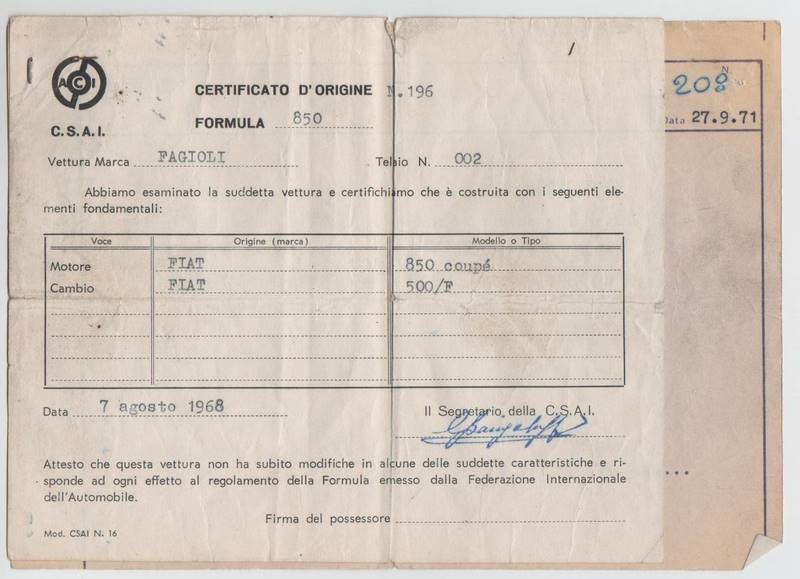 ACI
C.S.A.I.
CERTIFICATO D'ORIGINE N.196
FORMULA 850
208
Data 27.9.71
Vettura Marca FAGIOLI Telaio N. 002
Abbiamo esaminato la suddetta vettura e certifichiamo che è costruita con i seguenti ele-
menti fondamentali:
Voce Origine (marca) Modello o Tipo
Motore FIAT 850 coupé
Cambio FIAT 500/F
Data 7 agosto 1968
Il Segretario della C.S.A.I.
Attesto che questa vettura non ha subito modifiche in alcune delle suddette caratteristiche e ri-
sponde ad ogni effetto al regolamento della Formula emesso dalla Federazione Internazionale
dell'Automobile.
Firma del possessore
Mod. CSAI N. 16